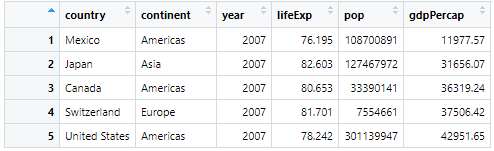 country continent year lifeExp pop gdpPercap
1 Mexico Americas 2007 76.195 108700891 11977.57
2 Japan Asia 2007 82.603 127467972 31656.07
3 Canada Americas 2007 80.653 33390141 36319.24
4 Switzerland Europe 2007 81.701 7554661 37506.42
5 United States Americas 2007 78.242 301139947 42951.65